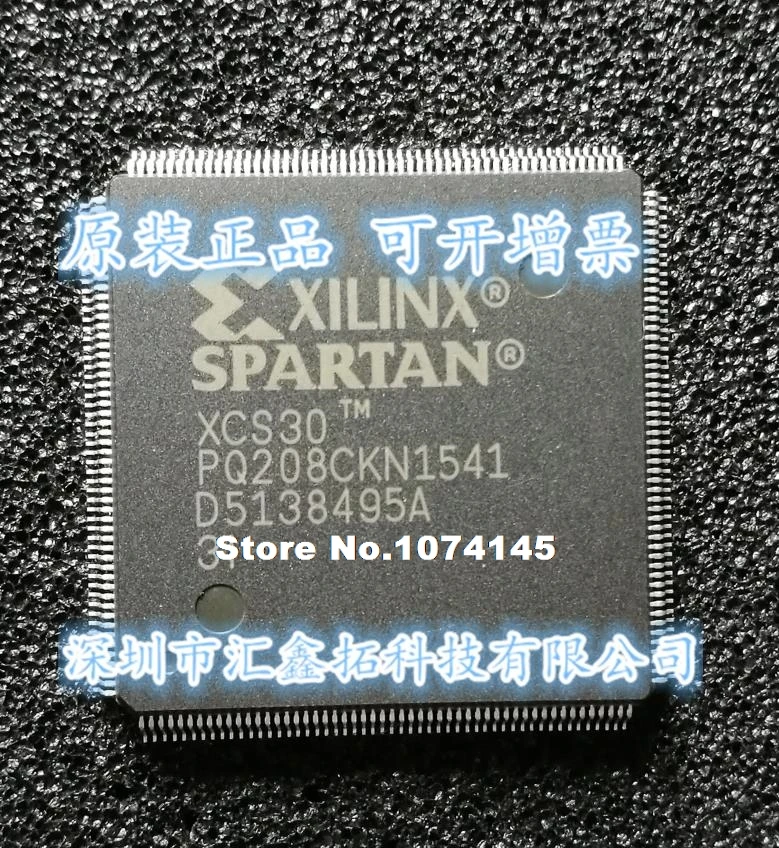 原装正品 可开增票
XILINX®
SPARTAN®
XCS30™
PQ208CKN1541
D5138495A
Store No.1074145
深圳市汇鑫拓科技有限公司